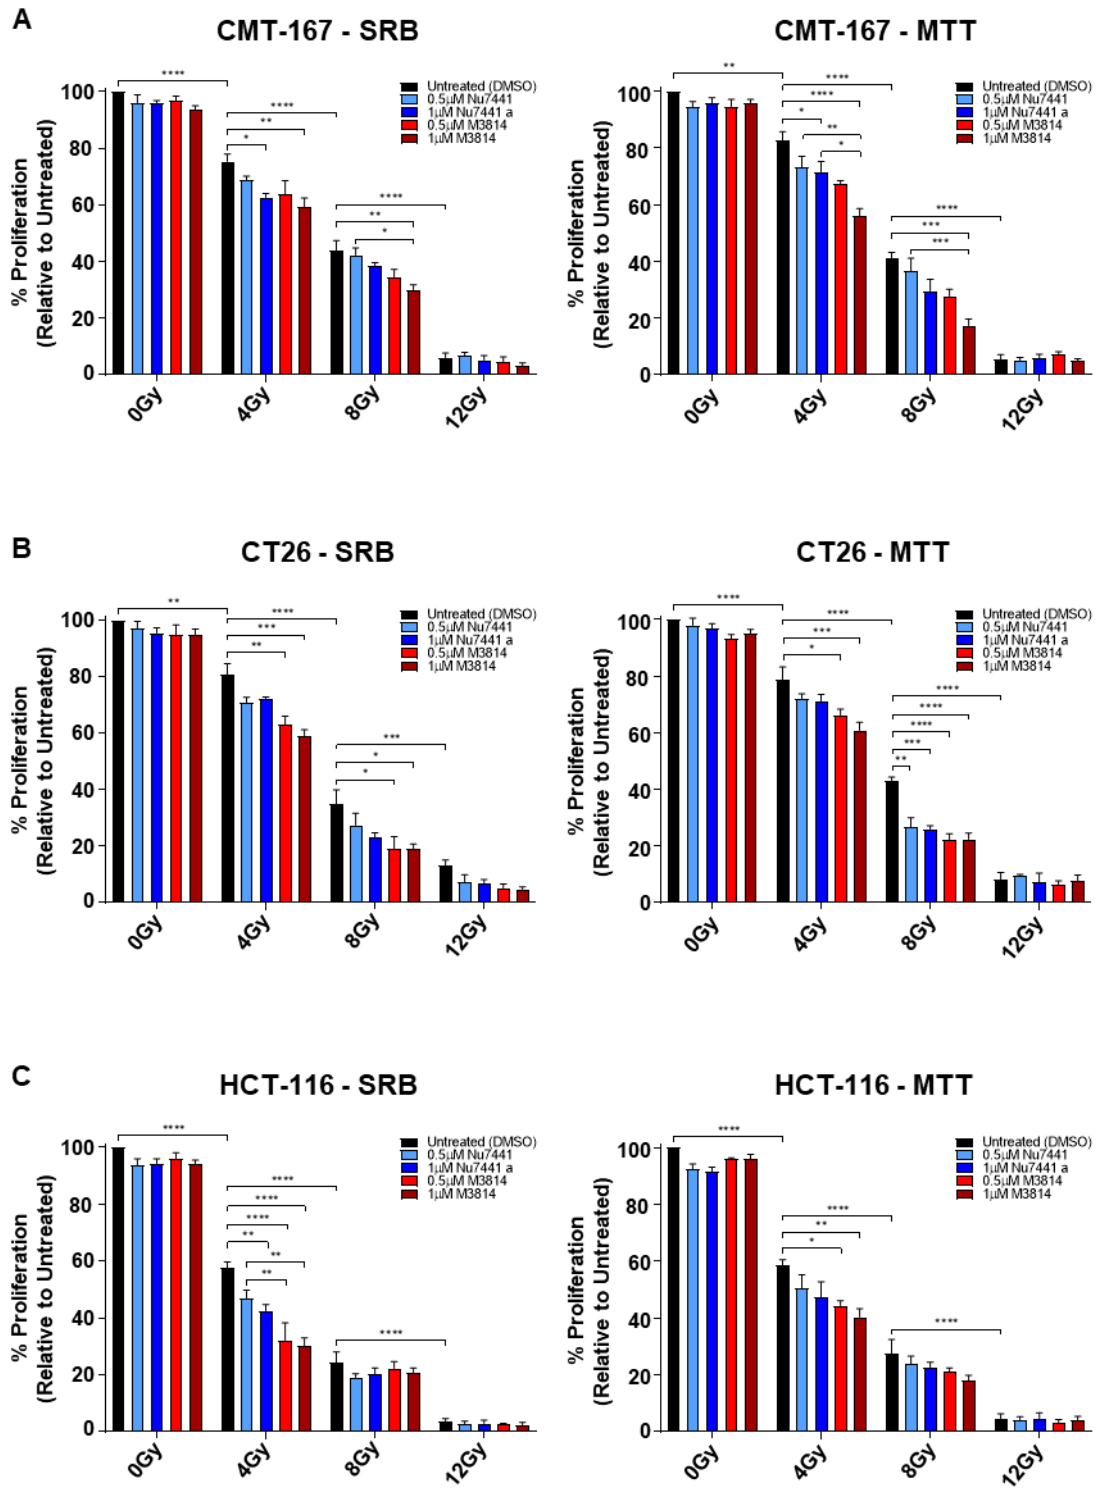 A
CMT-167 - SRB
% Proliferation
(Relative to Untreated)
100
80
60
40
20
0
0Gy
4Gy
8Gy
12Gy
****
****
**
*
****
**
*
Untreated (DMSO)
0.5µM Nu7441
1µM Nu7441 a
0.5µM M3814
1µM M3814
CMT-167 - MTT
% Proliferation
(Relative to Untreated)
100
80
60
40
20
0
0Gy
4Gy
8Gy
12Gy
**
****
****
*
**
*
****
***
***
Untreated (DMSO)
0.5µM Nu7441
1µM Nu7441 a
0.5µM M3814
1µM M3814
B
CT26 - SRB
% Proliferation
(Relative to Untreated)
100
80
60
40
20
0
0Gy
4Gy
8Gy
12Gy
**
****
***
**
***
*
*
Untreated (DMSO)
0.5µM Nu7441
1µM Nu7441 a
0.5µM M3814
1µM M3814
CT26 - MTT
% Proliferation
(Relative to Untreated)
100
80
60
40
20
0
0Gy
4Gy
8Gy
12Gy
****
****
***
*
****
****
****
***
**
Untreated (DMSO)
0.5µM Nu7441
1µM Nu7441 a
0.5µM M3814
1µM M3814
C
HCT-116 - SRB
% Proliferation
(Relative to Untreated)
100
80
60
40
20
0
0Gy
4Gy
8Gy
12Gy
****
****
****
****
**
**
**
****
Untreated (DMSO)
0.5µM Nu7441
1µM Nu7441 a
0.5µM M3814
1µM M3814
HCT-116 - MTT
% Proliferation
(Relative to Untreated)
100
80
60
40
20
0
0Gy
4Gy
8Gy
12Gy
****
****
**
*
****
Untreated (DMSO)
0.5µM Nu7441
1µM Nu7441 a
0.5µM M3814
1µM M3814